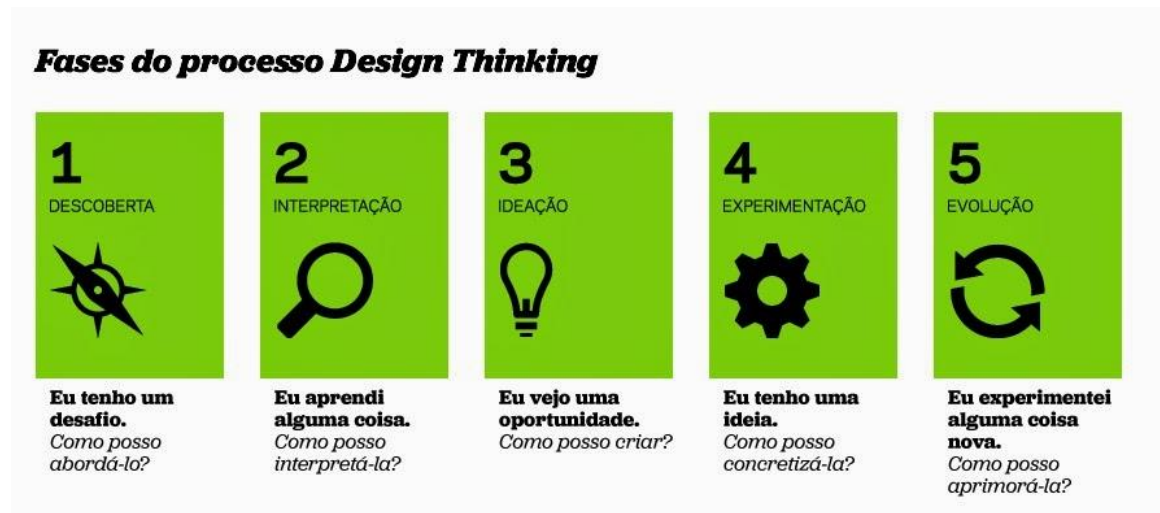 Fases do processo Design Thinking
1
DESCOBERTA
Eu tenho um
desafio.
Como posso
abordá-lo?
2
INTERPRETAÇÃO
Eu aprendi
alguma coisa.
Como posso
interpretá-la?
3
IDEAÇÃO
Eu vejo uma
oportunidade.
Como posso criar?
4
EXPERIMENTAÇÃO
Eu tenho uma
ideia.
Como posso
concretizá-la?
5
EVOLUÇÃO
Eu experimentei
alguma coisa
nova.
Como posso
aprimorá-la?